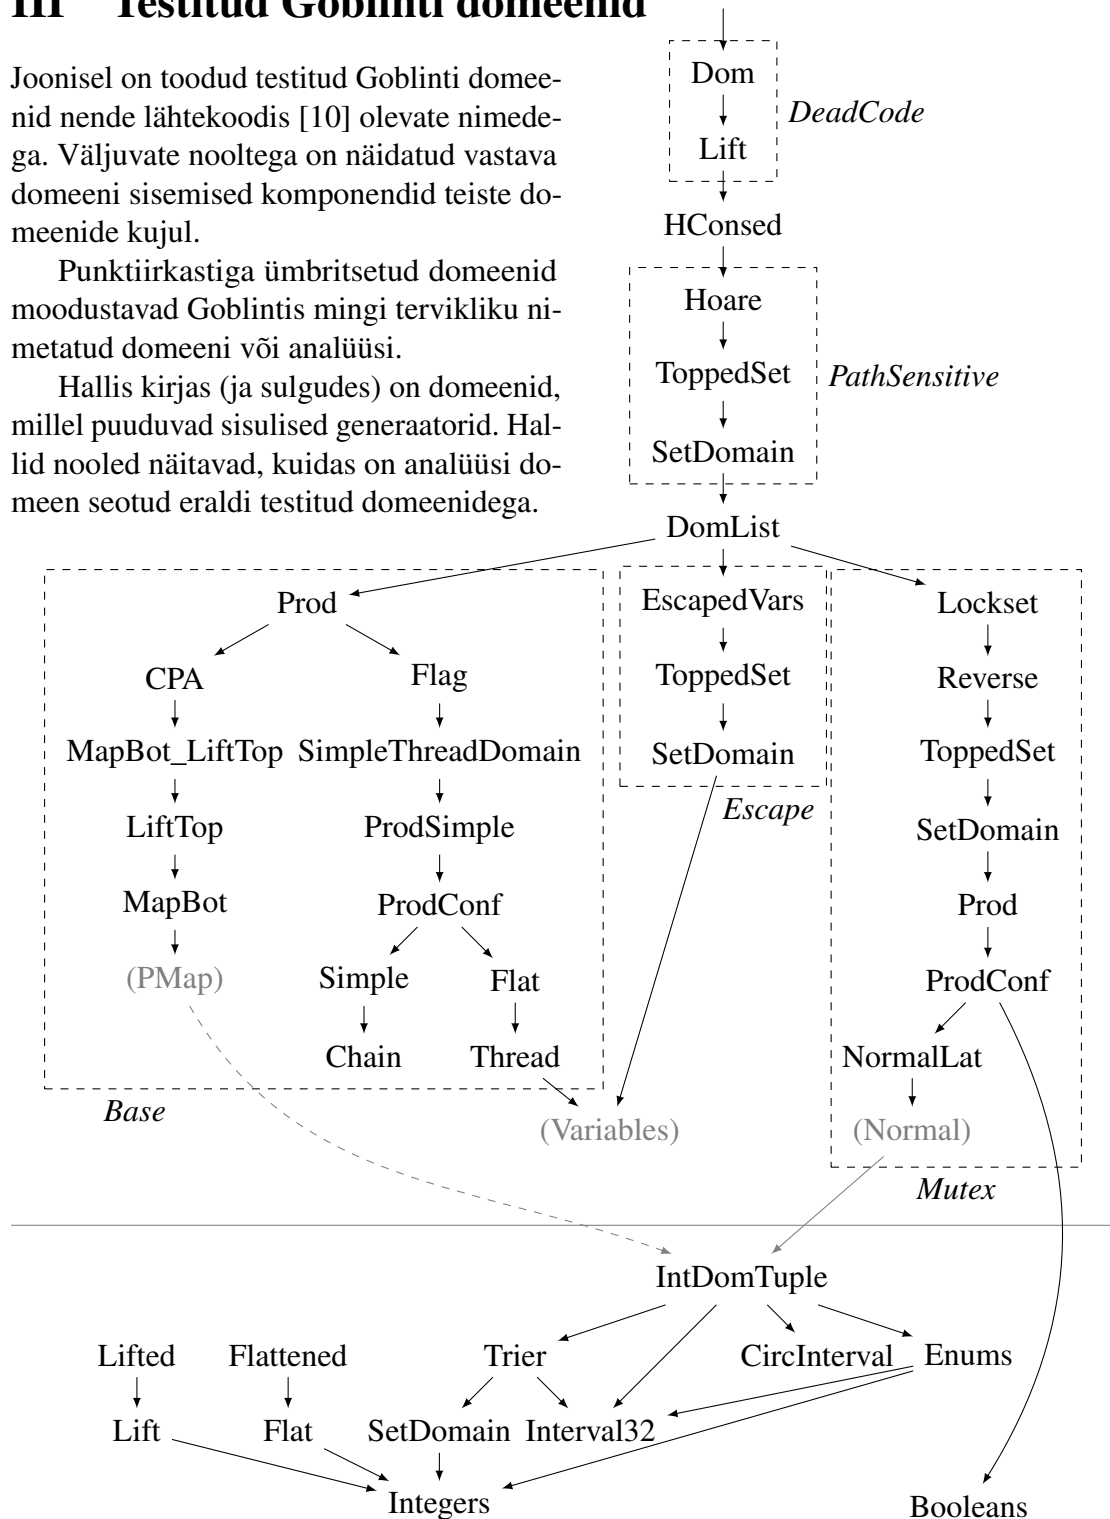 III Testitud Goblinti domeenid
Joonisel on toodud testitud Goblinti domee-
nid nende lähtekoodis [10] olevate nimede-
ga. Väljuvate nooltega on näidatud vastava
domeeni sisemised komponendid teiste do-
meenide kujul.
Punktiirkastiga ümbritsetud domeenid
moodustavad Goblintis mingi tervikliku ni-
metatud domeeni või analüüsi.
Hallis kirjas (ja sulgudes) on domeenid,
millel puuduvad sisulised generaatorid. Hal-
lid nooled näitavad, kuidas on analüüsi do-
meen seotud eraldi testitud domeenidega.
Dom
DeadCode
Lift
HConsed
Hoare
ToppedSet
PathSensitive
SetDomain
DomList
Prod
EscapedVars
Lockset
CPA
Flag
ToppedSet
Reverse
MapBot_LiftTop
SimpleThreadDomain
SetDomain
ToppedSet
Escape
LiftTop
ProdSimple
SetDomain
MapBot
ProdConf
Prod
(PMap)
Simple
Flat
ProdConf
Chain
Thread
NormalLat
Base
(Variables)
(Normal)
Mutex
IntDomTuple
Lifted
Flattened
Trier
CircInterval
Enums
Lift
Flat
SetDomain
Interval32
Integers
Booleans